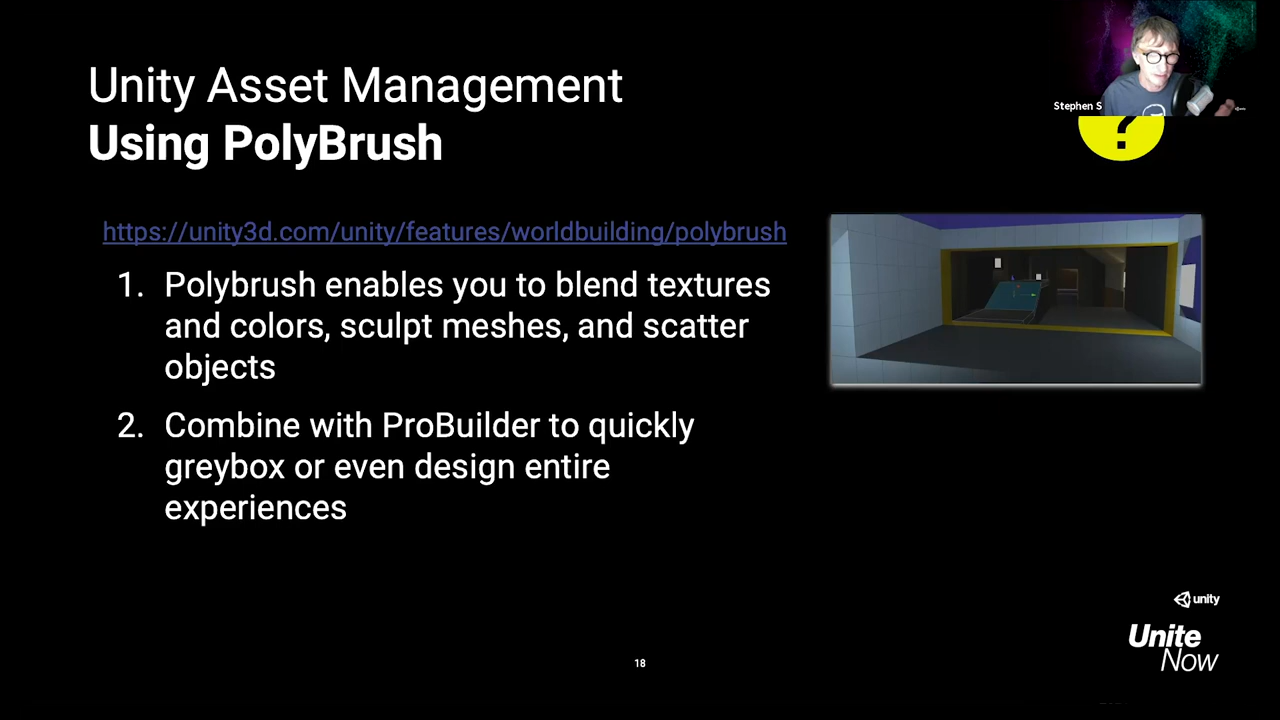 Unity Asset Management
Using PolyBrush
Stephen S
?
https://unity3d.com/unity/features/worldbuilding/polybrush
1. Polybrush enables you to blend textures
and colors, sculpt meshes, and scatter
objects
2. Combine with ProBuilder to quickly
greybox or even design entire
experiences
unity
Unite
Now
18